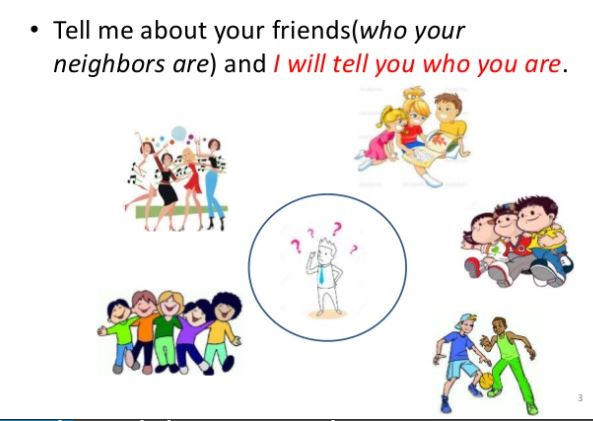 • Tell me about your friends(who your
neighbors are) and I will tell you who you are.
? ? ? ?
3